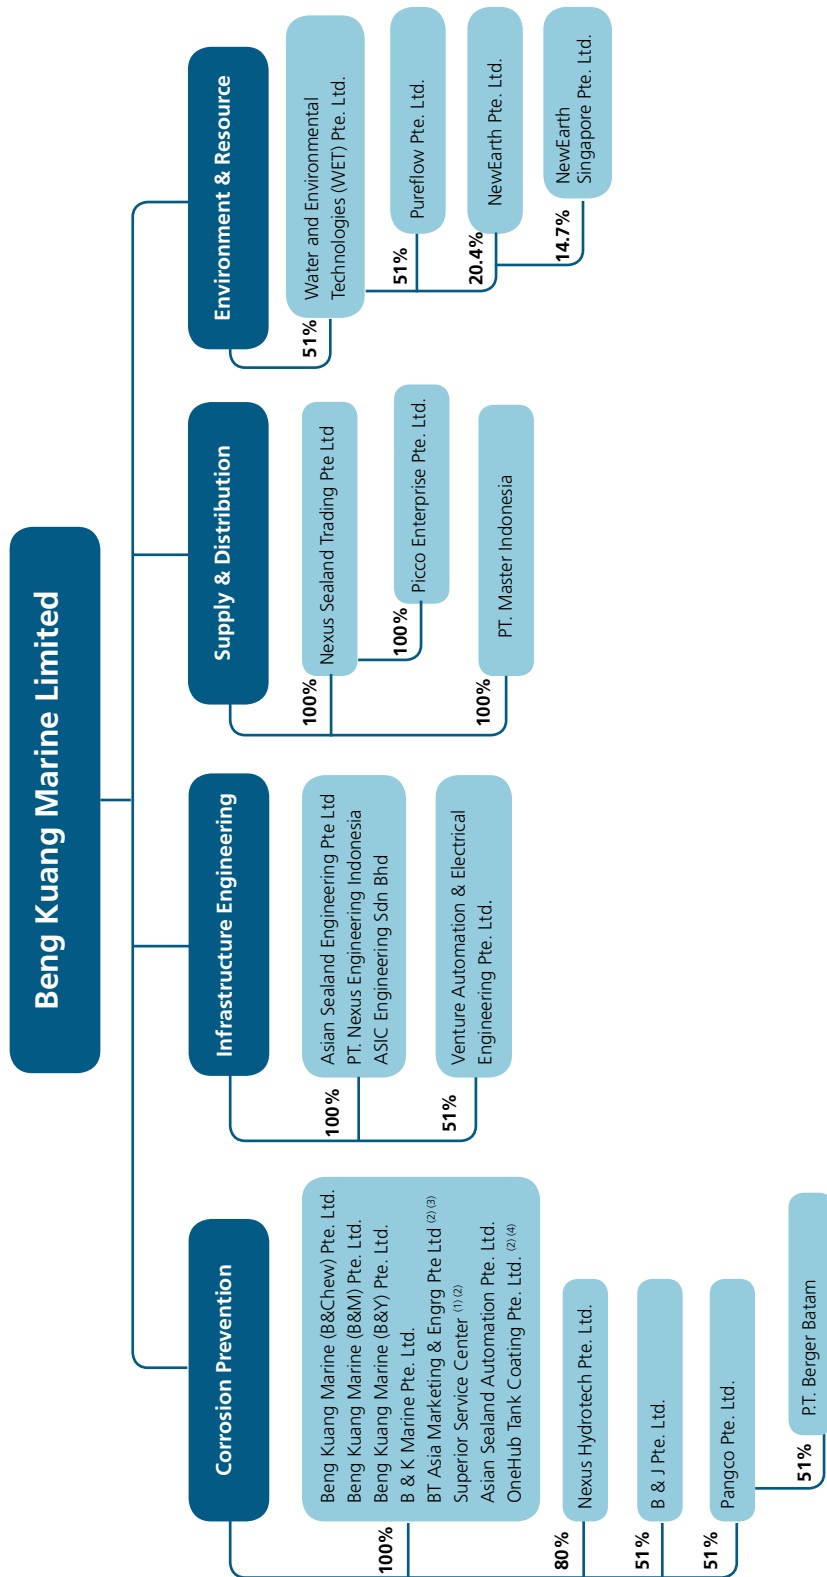 Beng Kuang Marine Limited
Corrosion Prevention
100%
Beng Kuang Marine (B&Chew) Pte. Ltd.
Beng Kuang Marine (B&M) Pte. Ltd.
Beng Kuang Marine (B&Y) Pte. Ltd.
B & K Marine Pte. Ltd.
BT Asia Marketing & Engrg Pte Ltd (2) (3)
Superior Service Center (1) (2)
Asian Sealand Automation Pte. Ltd.
OneHub Tank Coating Pte. Ltd. (2) (4)
80%
Nexus Hydrotech Pte. Ltd.
51%
B & J Pte. Ltd.
51%
Pangco Pte. Ltd.
51%
P.T. Berger Batam
Infrastructure Engineering
100%
Asian Sealand Engineering Pte Ltd
PT. Nexus Engineering Indonesia
ASIC Engineering Sdn Bhd
51%
Venture Automation & Electrical
Engineering Pte. Ltd.
Supply & Distribution
100%
Nexus Sealand Trading Pte Ltd
100%
Picco Enterprise Pte. Ltd.
100%
PT. Master Indonesia
Environment & Resource
51%
Water and Environmental
Technologies (WET) Pte. Ltd.
51%
Pureflow Pte. Ltd.
20.4%
NewEarth Pte. Ltd.
14.7%
NewEarth
Singapore Pte. Ltd.